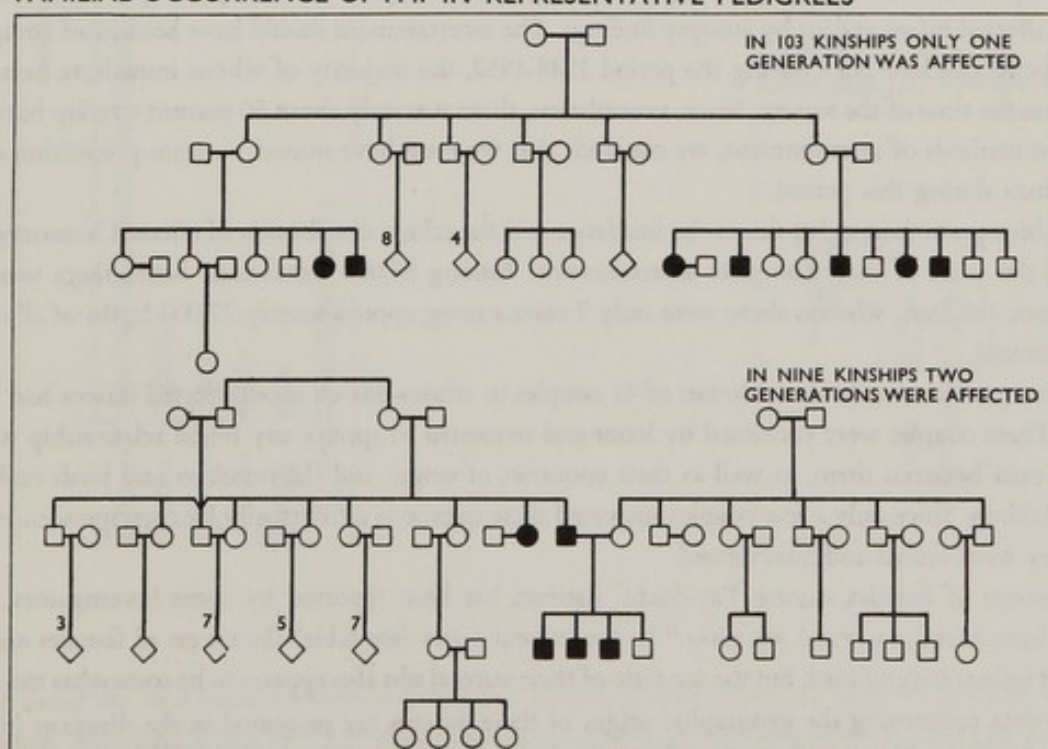 FAMILIAL OCCURRENCE OF FMF IN REPRESENTATIVE PEDIGREES
IN 103 KINSHIPS ONLY ONE
GENERATION WAS AFFECTED
8
4
IN NINE KINSHIPS TWO
GENERATIONS WERE AFFECTED
3
7
5
7